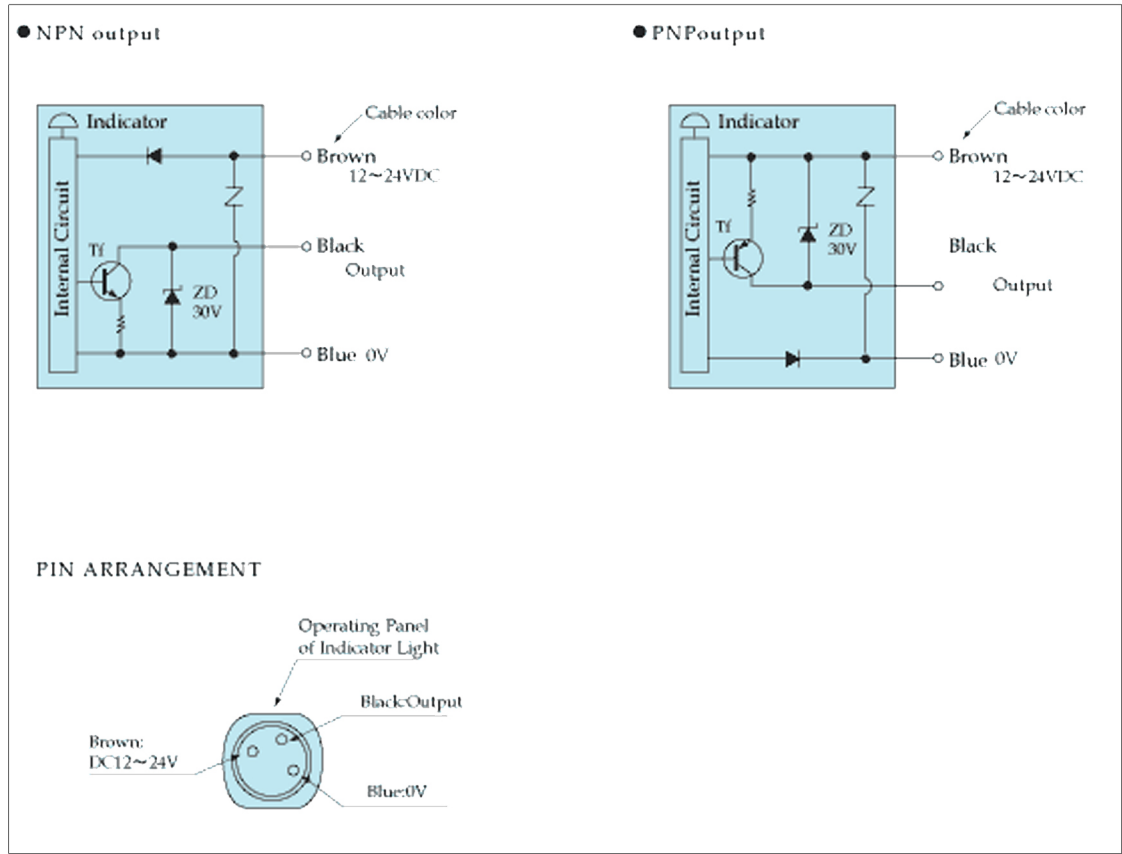 ● NPN output
Indicator
Cable color
Brown
12~24VDC
Internal Circuit
Tf
Black
Output
ZD
30V
Blue 0V
● PNPoutput
Indicator
Cable color
Brown
12~24VDC
Internal Circuit
Tf
ZD
30V
Black
Output
Blue 0V
PIN ARRANGEMENT
Operating Panel
of Indicator Light
Black:Output
Brown:
DC12~24V
Blue:0V